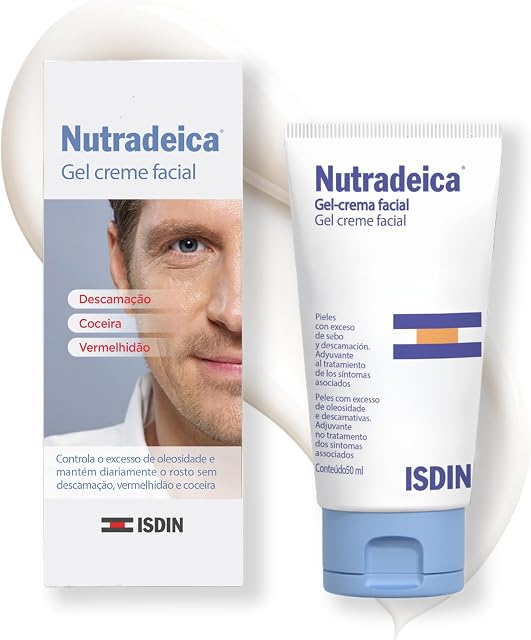 Nutradeica®
Gel creme facial
Descamação
Coceira
Vermelhidão
Controla o excesso de oleosidade e
mantém diariamente o rosto sem
descamação, vermelhidão e coceira
ISDIN
Nutradeica®
Gel-crema facial
Gel creme facial
Pieles
con exceso
de sebo
y descamación.
Adyuvante
al tratamiento
de los síntomas
asociados
Peles com excesso
de oleosidade
e descamativas.
Adjuvante
no tratamento
dos sintomas
associados
Conteúdo50 ml
ISDIN